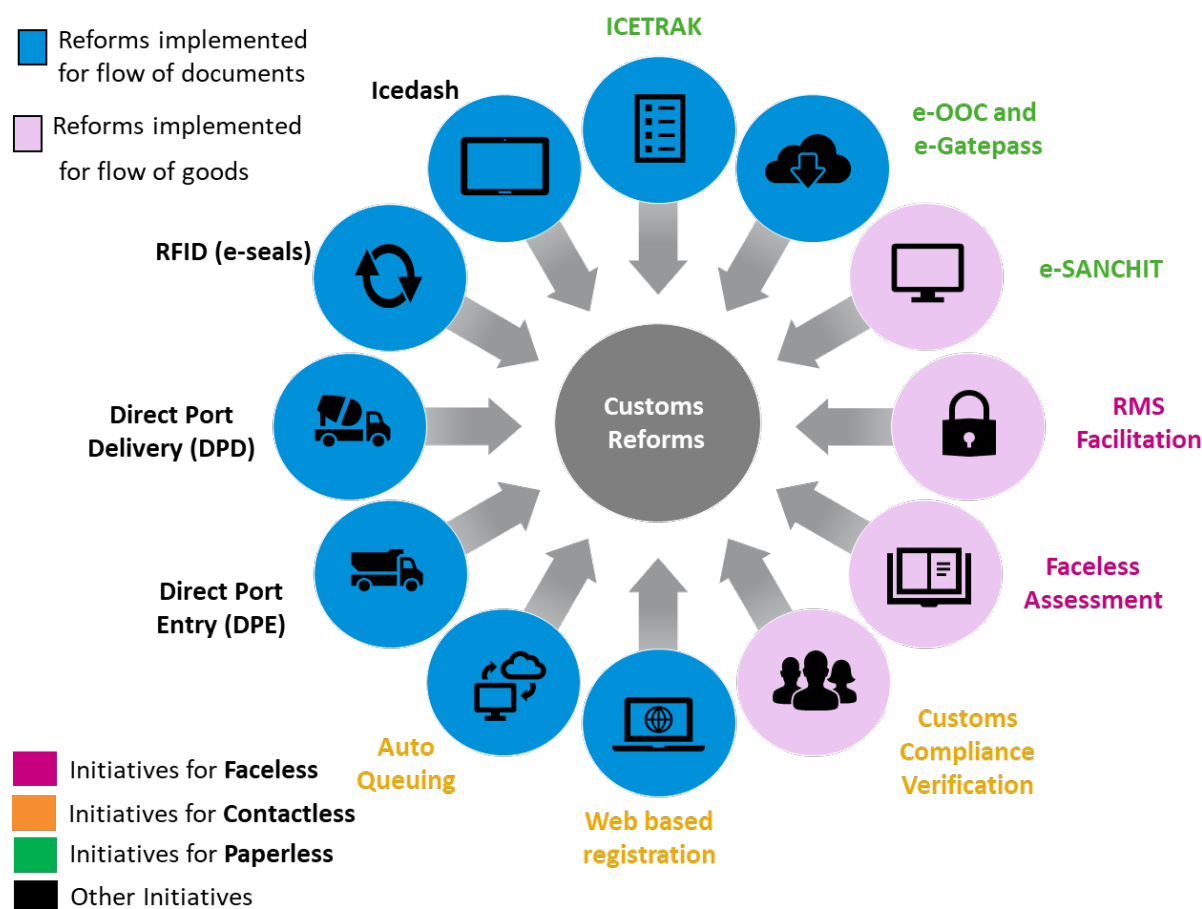 Reforms implemented
for flow of documents
Reforms implemented
for flow of goods
ICETRAK
Icedash
e-OOC and
e-Gatepass
RFID (e-seals)
e-SANCHIT
Direct Port
Delivery (DPD)
Customs
Reforms
RMS
Facilitation
Direct Port
Entry (DPE)
Faceless
Assessment
Auto
Queuing
Web based
registration
Customs
Compliance
Verification
Initiatives for Faceless
Initiatives for Contactless
Initiatives for Paperless
Other Initiatives